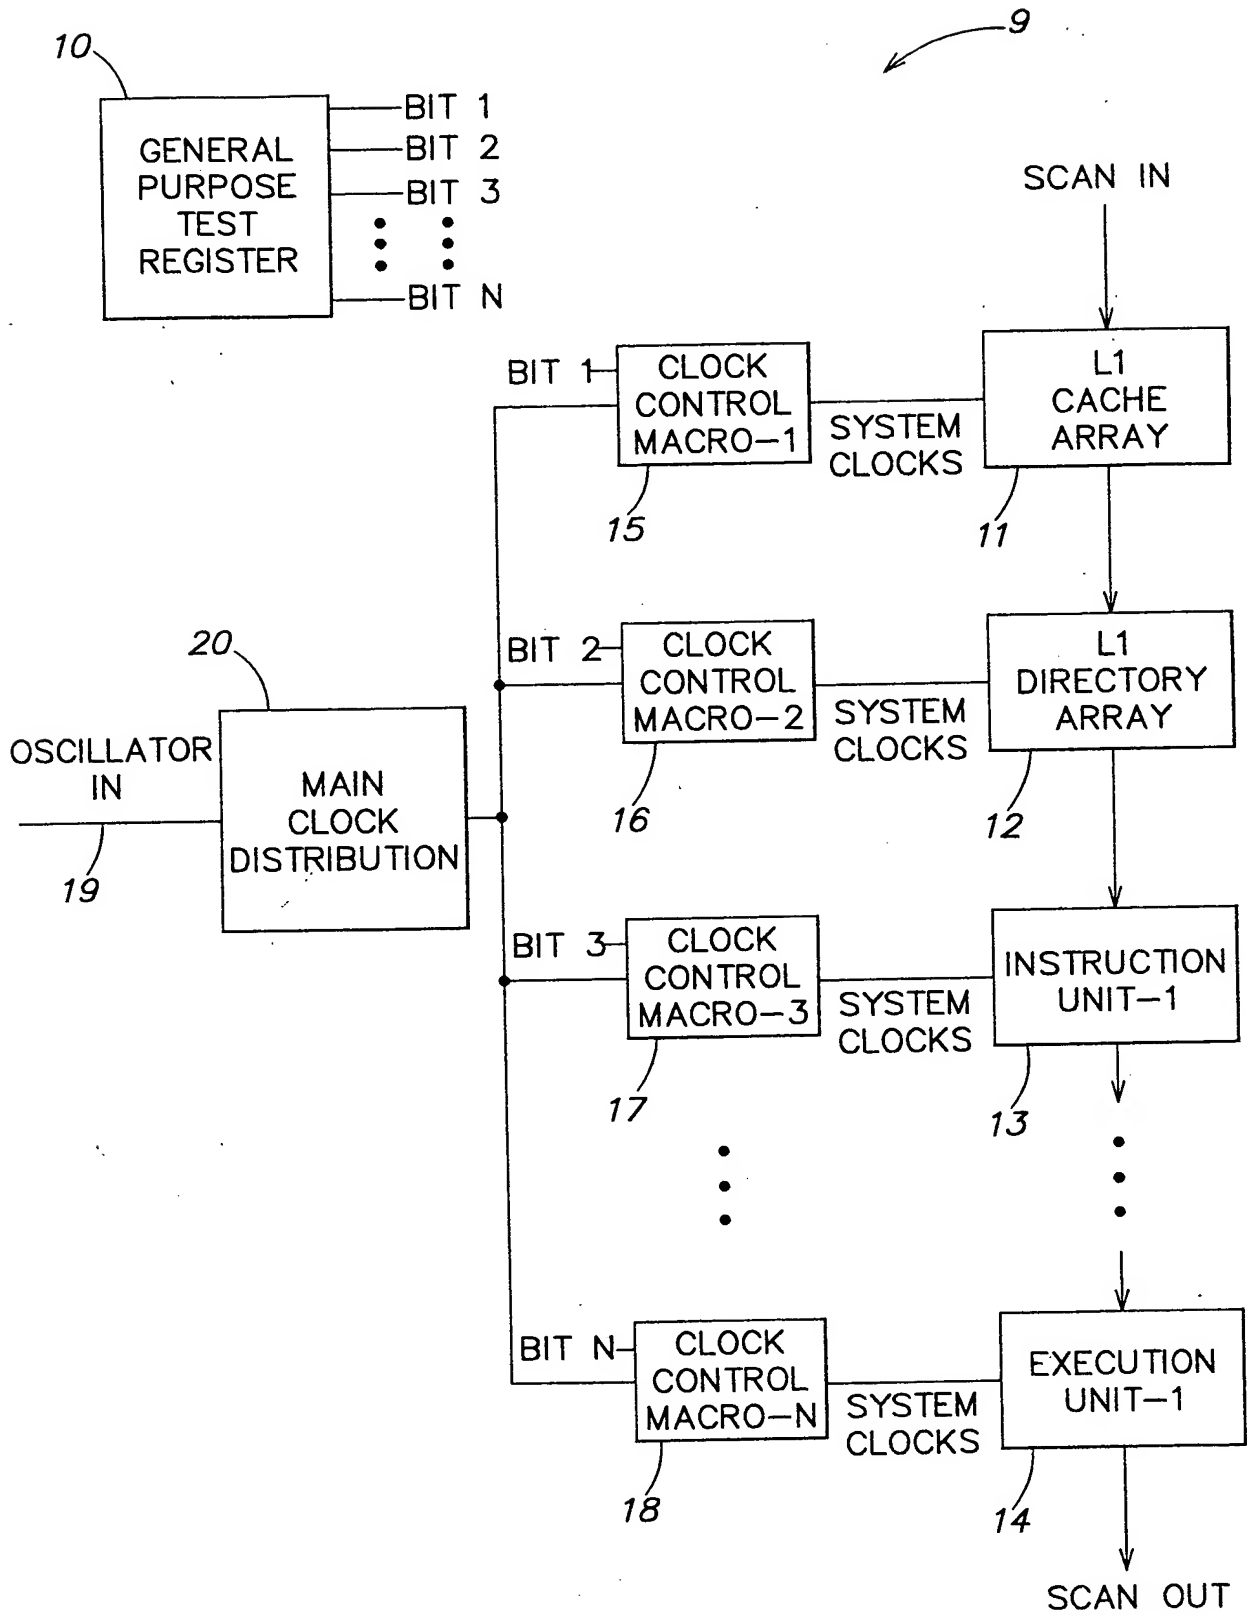 9
10
GENERAL
PURPOSE
TEST
REGISTER
BIT 1
BIT 2
BIT 3
BIT N
SCAN IN
BIT 1
CLOCK
CONTROL
MACRO-1
15
SYSTEM
CLOCKS
L1
CACHE
ARRAY
11
BIT 2
CLOCK
CONTROL
MACRO-2
16
SYSTEM
CLOCKS
L1
DIRECTORY
ARRAY
12
20
OSCILLATOR
IN
19
MAIN
CLOCK
DISTRIBUTION
BIT 3
CLOCK
CONTROL
MACRO-3
17
SYSTEM
CLOCKS
INSTRUCTION
UNIT-1
13
BIT N
CLOCK
CONTROL
MACRO-N
18
SYSTEM
CLOCKS
EXECUTION
UNIT-1
14
SCAN OUT